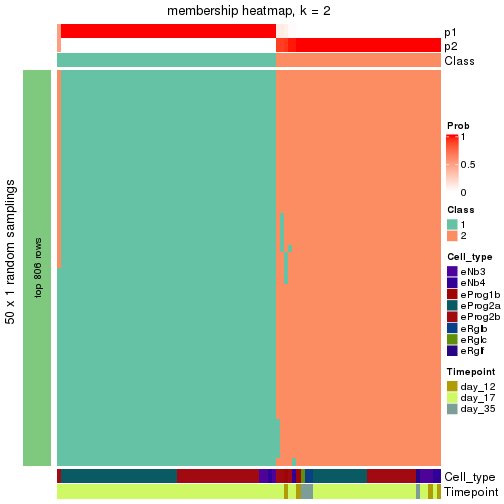 membership heatmap, k = 2
p1
p2
Class
50 x 1 random samplings
top 806 rows
Prob
1
0.5
0
Class
1
2
Cell_type
eNb3
eNb4
eProg1b
eProg2a
eProg2b
eRglb
eRglc
eRglf
Timepoint
day_12
day_17
day_35
Cell_type
Timepoint